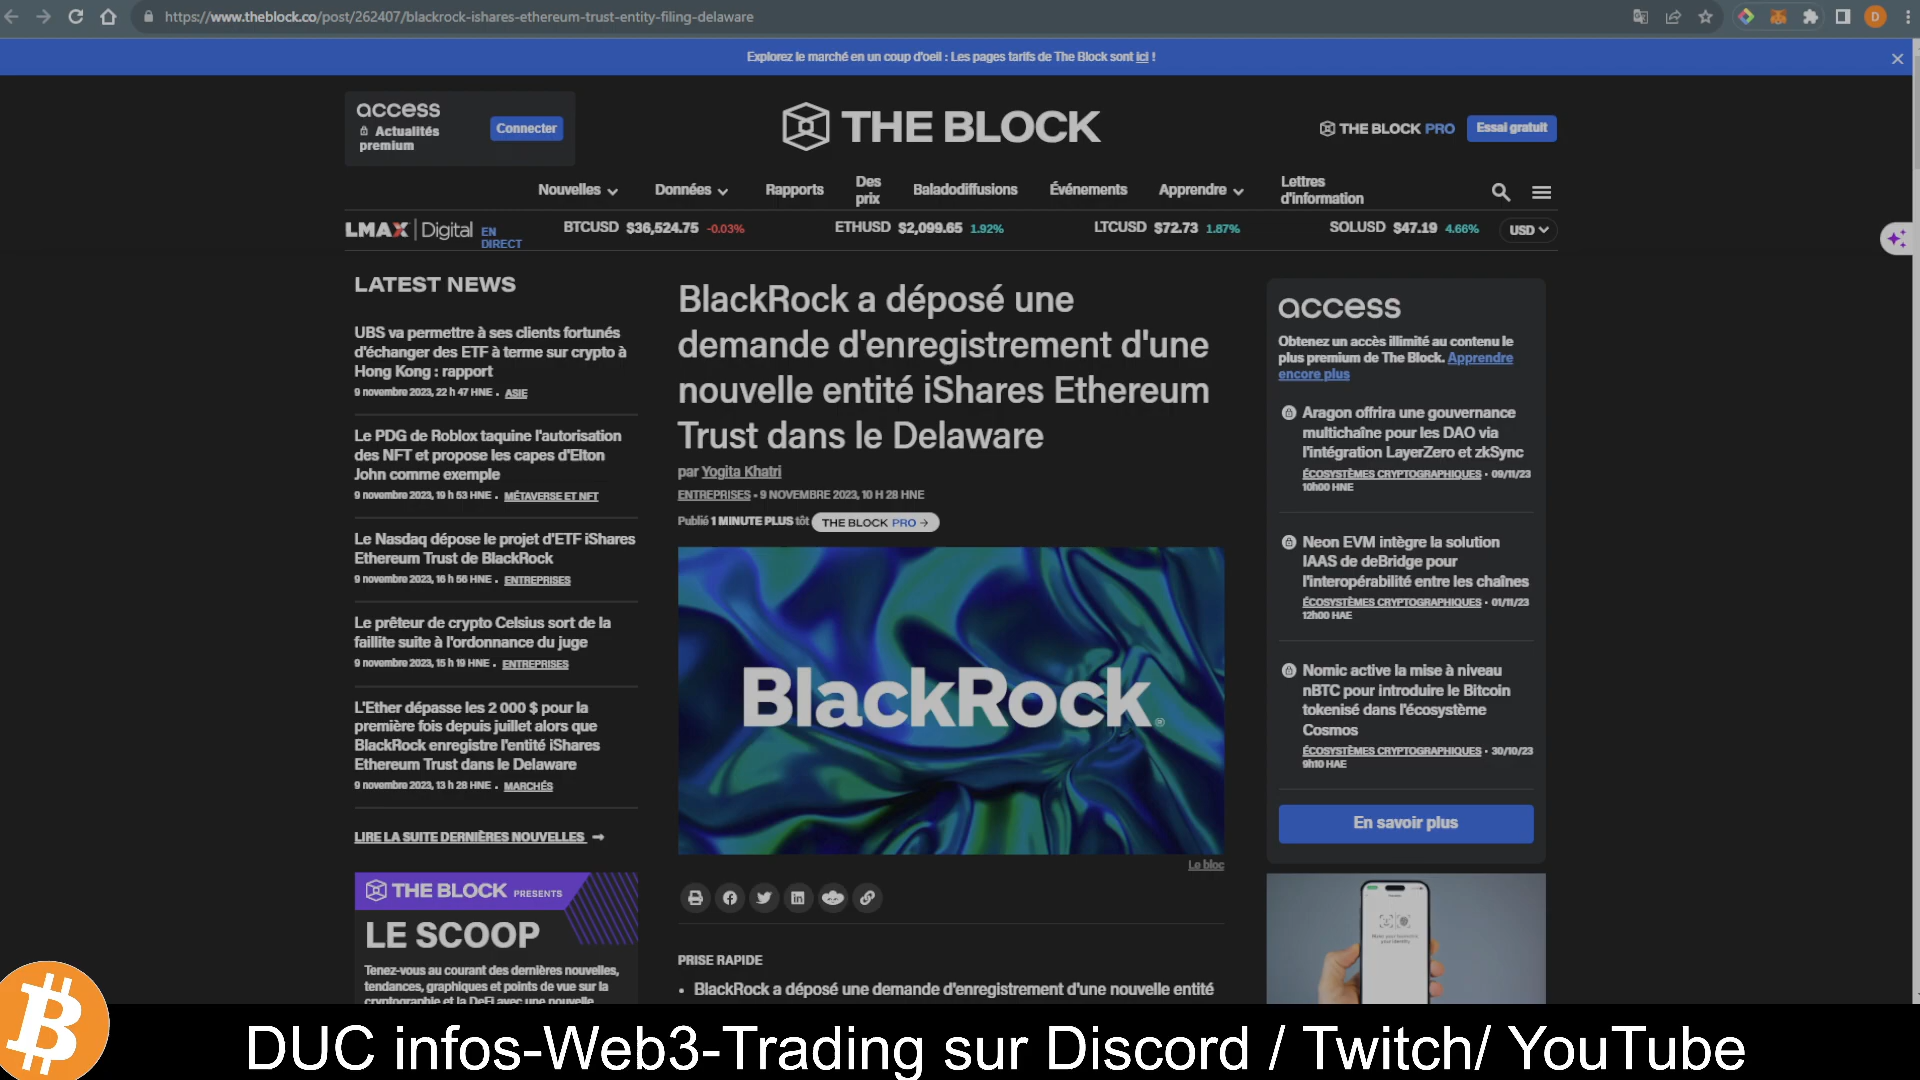 https://www.theblock.co/post/262407/blackrock-ishares-ethereum-trust-entity-filing-delaware
D
Explorez le marché en un coup d'oeil : Les pages tarifs de The Block sont ici !
access
Actualités
premium
Connecter
THE BLOCK
THE BLOCK PRO
Essai gratuit
Nouvelles
Données
Rapports
Des
prix
Baladodiffusions
Événements
Apprendre
Lettres
d'information
LMAX Digital EN
DIRECT
BTCUSD $36,524.75 -0.03%
ETHUSD $2,099.65 1.92%
LTCUSD $72.73 1.87%
SOLUSD $47.19 4.66%
USD
LATEST NEWS
UBS va permettre à ses clients fortunés
d'échanger des ETF à terme sur crypto à
Hong Kong : rapport
9 novembre 2023, 22 h 47 HNE • ASIE
Le PDG de Roblox taquine l'autorisation
des NFT et propose les capes d'Elton
John comme exemple
9 novembre 2023, 19 h 53 HNE • MÉTAVERSE ET NFT
Le Nasdaq dépose le projet d'ETF iShares
Ethereum Trust de BlackRock
9 novembre 2023, 16 h 56 HNE • ENTREPRISES
Le prêteur de crypto Celsius sort de la
faillite suite à l'ordonnance du juge
9 novembre 2023, 15 h 19 HNE • ENTREPRISES
L'Ether dépasse les 2 000 $ pour la
première fois depuis juillet alors que
BlackRock enregistre l'entité iShares
Ethereum Trust dans le Delaware
9 novembre 2023, 13 h 28 HNE • MARCHÉS
LIRE LA SUITE DERNIÈRES NOUVELLES →
THE BLOCK PRESENTS
LE SCOOP
Tenez-vous au courant des dernières nouvelles,
tendances, graphiques et points de vue sur la
cryptographie et la DeFi avec une nouvelle
BlackRock a déposé une
demande d'enregistrement d'une
nouvelle entité iShares Ethereum
Trust dans le Delaware
par Yogita Khatri
ENTREPRISES • 9 NOVEMBRE 2023, 10 H 28 HNE
Publié 1 MINUTE PLUS tôt THE BLOCK PRO →
BlackRock®
Le bloc
PRISE RAPIDE
• BlackRock a déposé une demande d'enregistrement d'une nouvelle entité
access
Obtenez un accès illimité au contenu le
plus premium de The Block. Apprendre
encore plus
Aragon offrira une gouvernance
multichaîne pour les DAO via
l'intégration LayerZero et zkSync
ÉCOSYSTÈMES CRYPTOGRAPHIQUES • 09/11/23
10h00 HNE
Neon EVM intègre la solution
IAAS de deBridge pour
l'interopérabilité entre les chaînes
ÉCOSYSTÈMES CRYPTOGRAPHIQUES • 01/11/23
12h00 HAE
Nomic active la mise à niveau
nBTC pour introduire le Bitcoin
tokenisé dans l'écosystème
Cosmos
ÉCOSYSTÈMES CRYPTOGRAPHIQUES • 30/10/23
9h10 HAE
En savoir plus
DUC infos-Web3-Trading sur Discord / Twitch/ YouTube